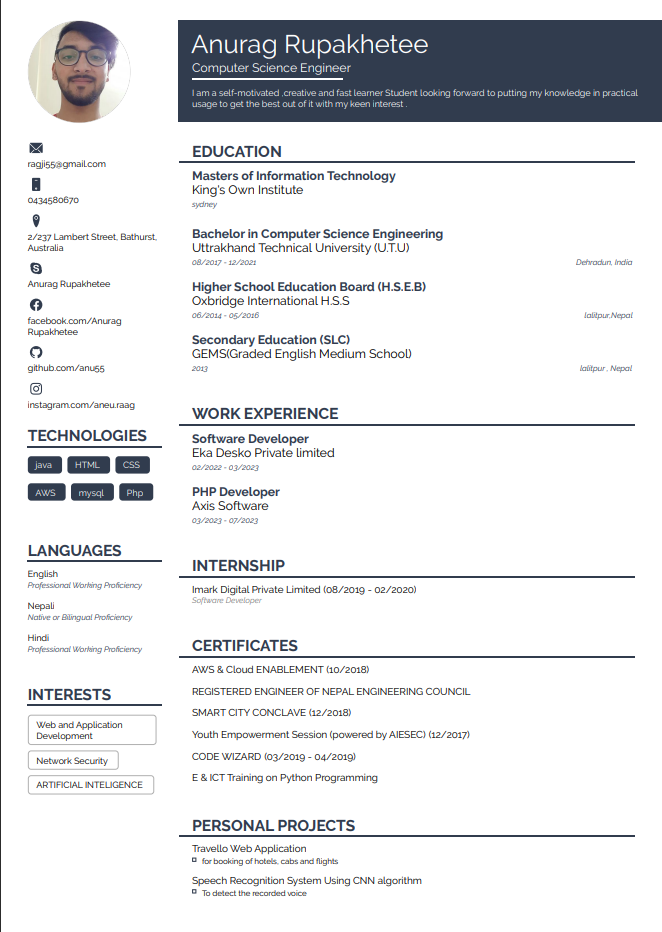 Anurag Rupakhetee
Computer Science Engineer
I am a self-motivated ,creative and fast learner Student looking forward to putting my knowledge in practical
usage to get the best out of it with my keen interest .
ragji55@gmail.com
0434580670
2/237 Lambert Street, Bathurst,
Australia
Anurag Rupakhetee
facebook.com/Anurag
Rupakhetee
github.com/anu55
instagram.com/aneu.raag
TECHNOLOGIES
java HTML CSS
AWS mysql Php
LANGUAGES
English
Professional Working Proficiency
Nepali
Native or Bilingual Proficiency
Hindi
Professional Working Proficiency
INTERESTS
Web and Application
Development
Network Security
ARTIFICIAL INTELIGENCE
EDUCATION
Masters of Information Technology
King's Own Institute
sydney
Bachelor in Computer Science Engineering
Uttrakhand Technical University (U.T.U)
08/2017 - 12/2021 Dehradun, India
Higher School Education Board (H.S.E.B)
Oxbridge International H.S.S
06/2014 - 05/2016 lalitpur,Nepal
Secondary Education (SLC)
GEMS(Graded English Medium School)
2013 lalitpur , Nepal
WORK EXPERIENCE
Software Developer
Eka Desko Private limited
02/2022 - 03/2023
PHP Developer
Axis Software
03/2023 - 07/2023
INTERNSHIP
Imark Digital Private Limited (08/2019 - 02/2020)
Software Developer
CERTIFICATES
AWS & Cloud ENABLEMENT (10/2018)
REGISTERED ENGINEER OF NEPAL ENGINEERING COUNCIL
SMART CITY CONCLAVE (12/2018)
Youth Empowerment Session (powered by AIESEC) (12/2017)
CODE WIZARD (03/2019 - 04/2019)
E & ICT Training on Python Programming
PERSONAL PROJECTS
Travello Web Application
for booking of hotels, cabs and flights
Speech Recognition System Using CNN algorithm
To detect the recorded voice